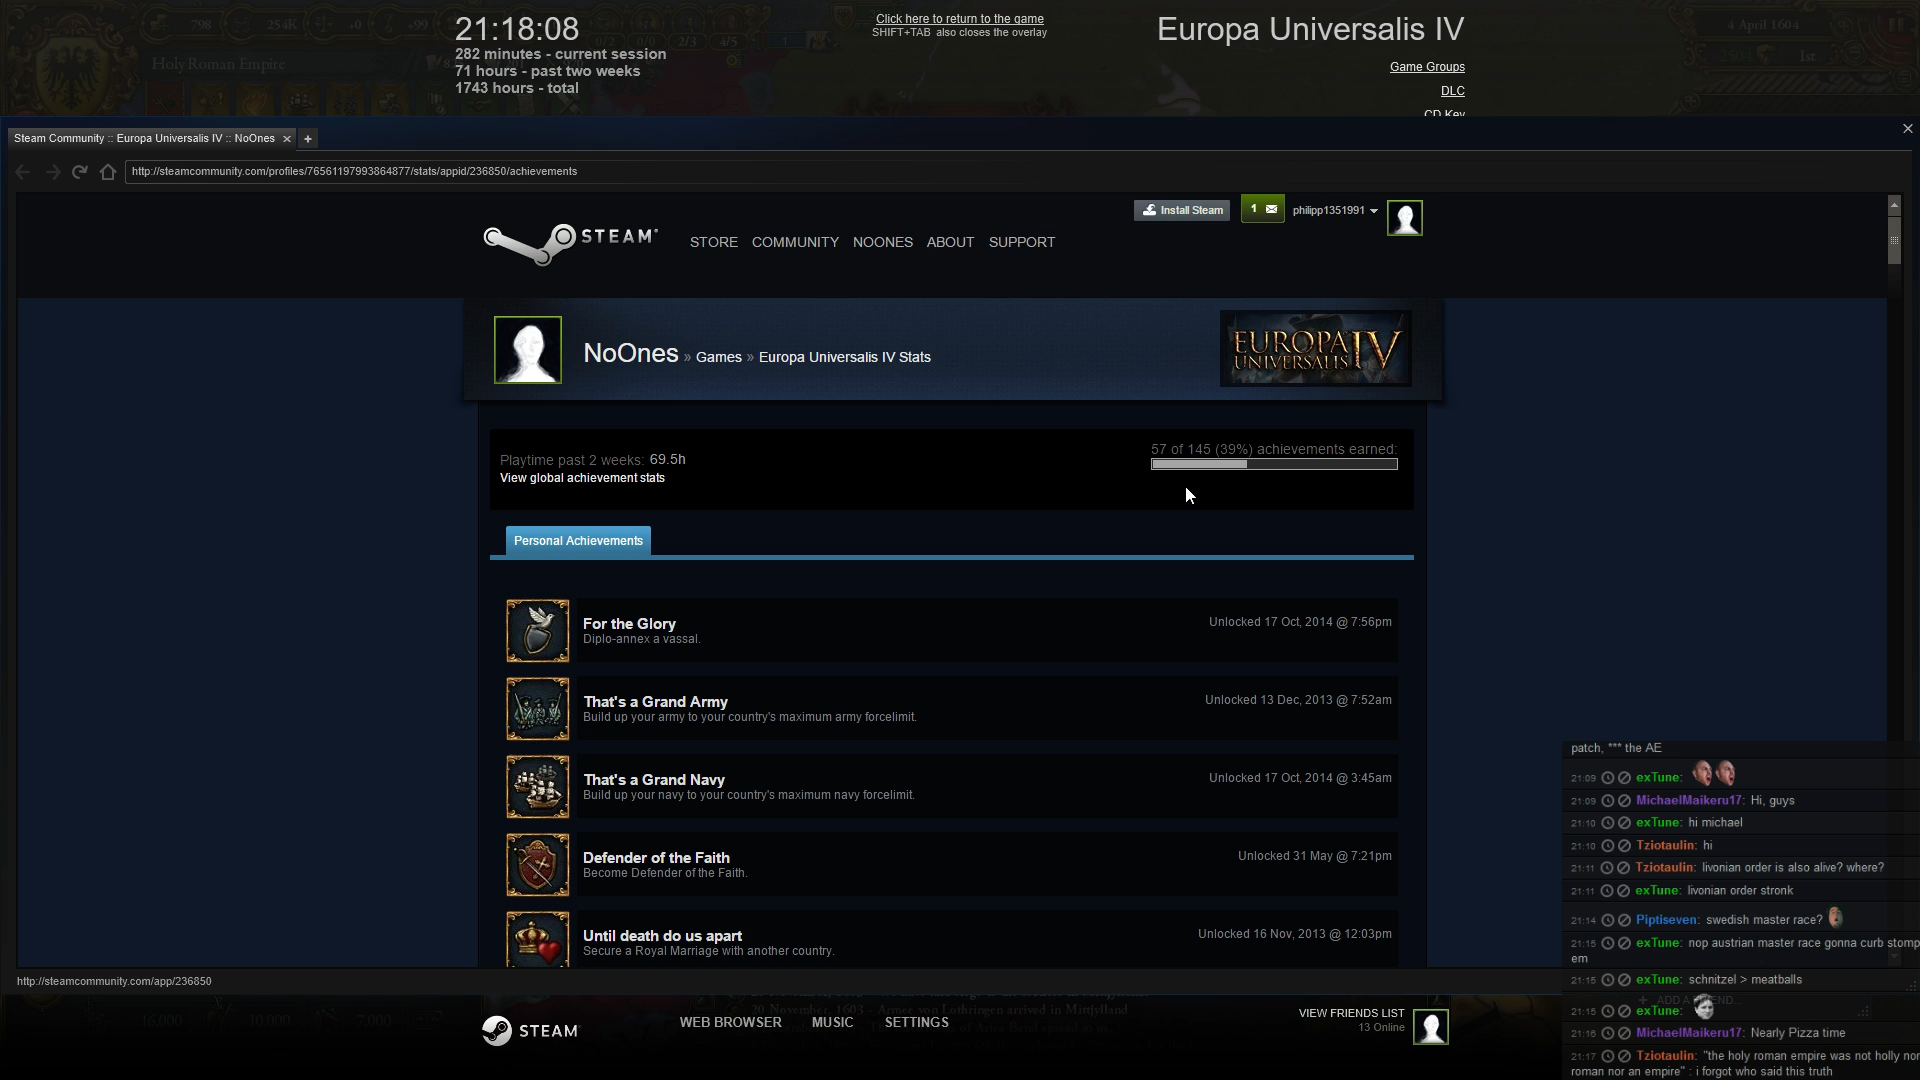 798 254K +0 +99
Holy Roman Empire
21:18:08
282 minutes - current session
71 hours - past two weeks
1743 hours - total
Click here to return to the game
SHIFT+TAB also closes the overlay
Europa Universalis IV
Game Groups
DLC
CD Key
4 April 1604
1st
Steam Community :: Europa Universalis IV :: NoOnes
http://steamcommunity.com/profiles/76561197993864877/stats/appid/236850/achievements
Install Steam
1
philipp1351991
STEAM
STORE COMMUNITY NOONES ABOUT SUPPORT
NoOnes » Games » Europa Universalis IV Stats
EUROPA UNIVERSALIS IV
Playtime past 2 weeks: 69.5h
View global achievement stats
57 of 145 (39%) achievements earned:
Personal Achievements
For the Glory
Diplo-annex a vassal.
Unlocked 17 Oct, 2014 @ 7:56pm
That's a Grand Army
Build up your army to your country's maximum army forcelimit.
Unlocked 13 Dec, 2013 @ 7:52am
That's a Grand Navy
Build up your navy to your country's maximum navy forcelimit.
Unlocked 17 Oct, 2014 @ 3:45am
Defender of the Faith
Become Defender of the Faith.
Unlocked 31 May @ 7:21pm
Until death do us apart
Secure a Royal Marriage with another country.
Unlocked 16 Nov, 2013 @ 12:03pm
patch, *** the AE
21:09 exTune:
21:09 MichaelMaikeru17: Hi, guys
21:10 exTune: hi michael
21:10 Tziotaulin: hi
21:11 Tziotaulin: livonian order is also alive? where?
21:11 exTune: livonian order stronk
21:14 Piptiseven: swedish master race?
21:15 exTune: nop austrian master race gonna curb stomp
em
21:15 exTune: schnitzel > meatballs
21:15 exTune:
21:16 MichaelMaikeru17: Nearly Pizza time
21:17 Tziotaulin: "the holy roman empire was not holly nor
roman nor an empire" : i forgot who said this truth
http://steamcommunity.com/app/236850
STEAM
WEB BROWSER MUSIC SETTINGS
VIEW FRIENDS LIST
13 Online